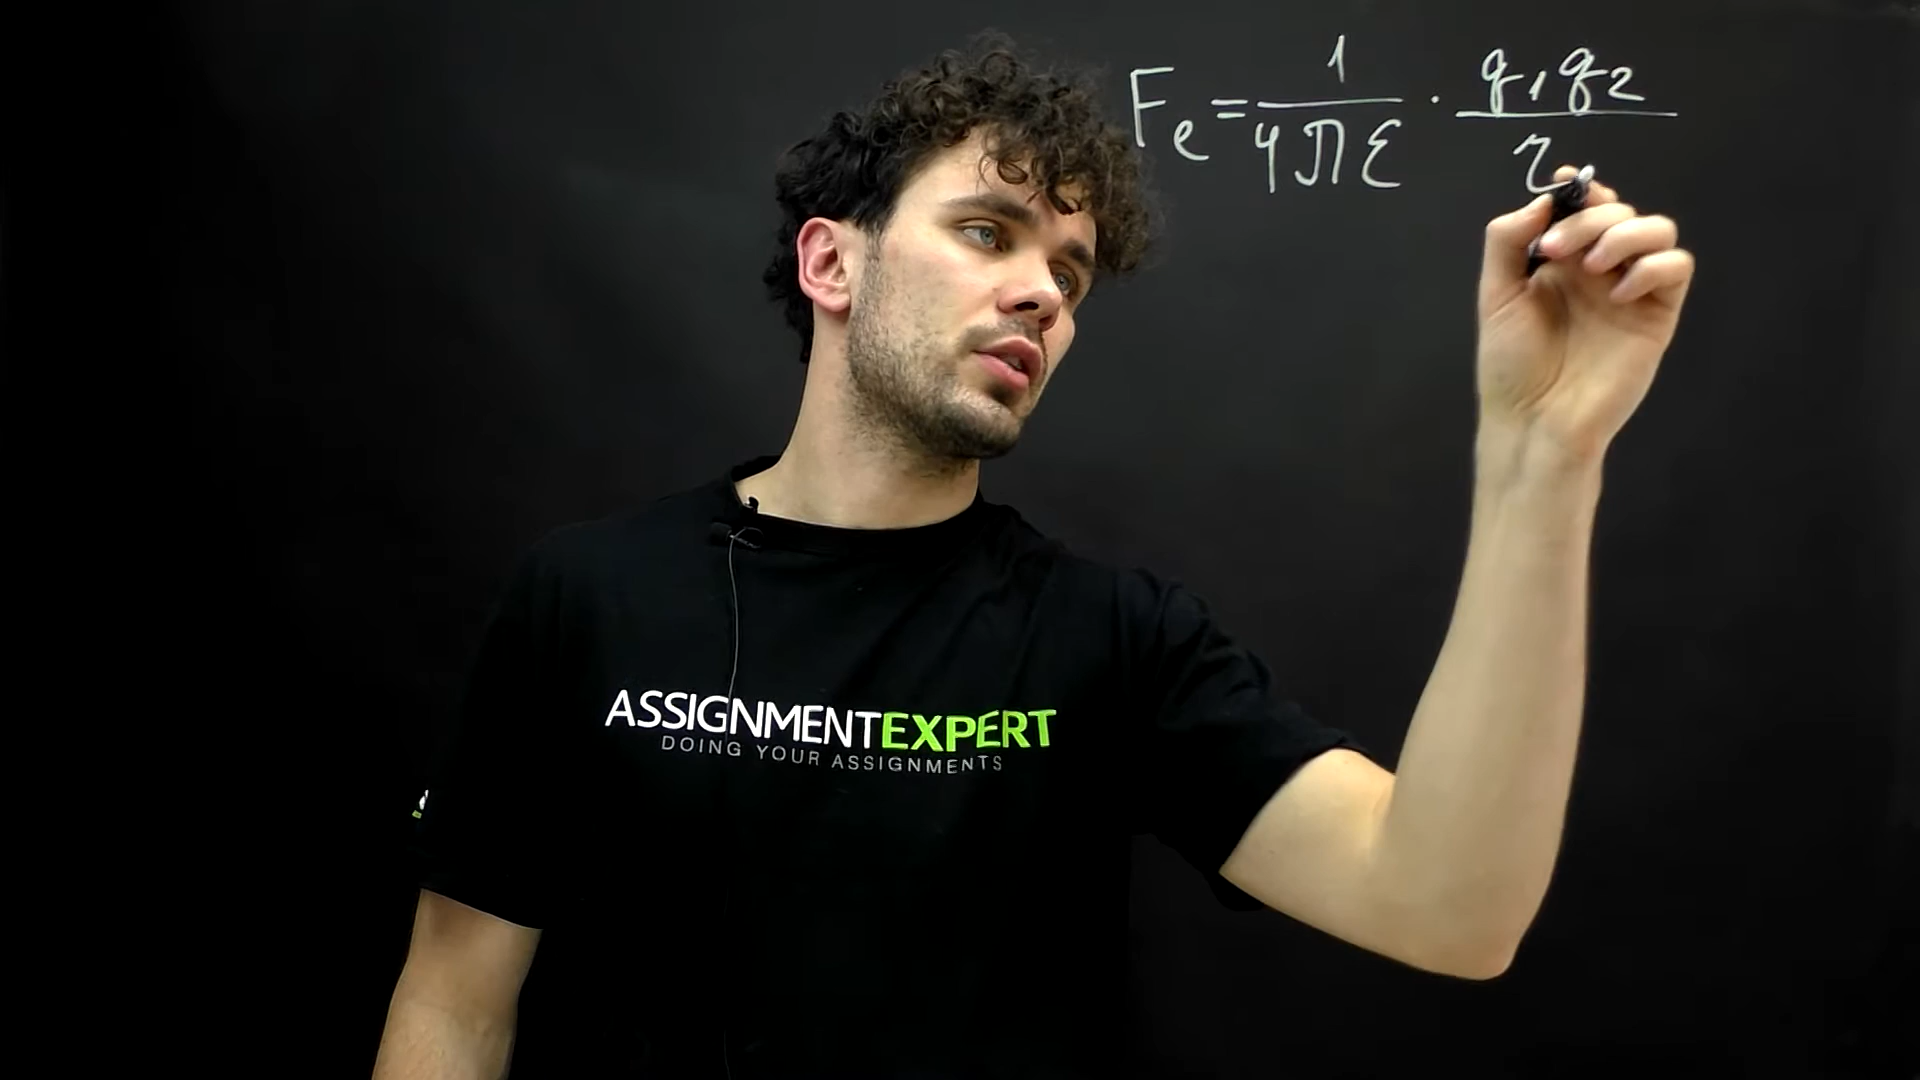 Fe = 1/4πε · q1q2/r
ASSIGNMENTEXPERT
DOING YOUR ASSIGNMENTS